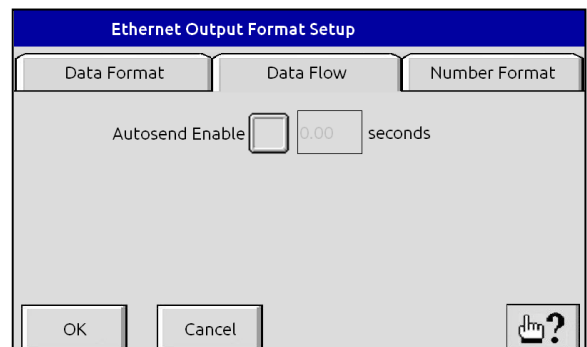 Ethernet Output Format Setup
Data Format Data Flow Number Format
Autosend Enable 0.00 seconds
OK Cancel ?